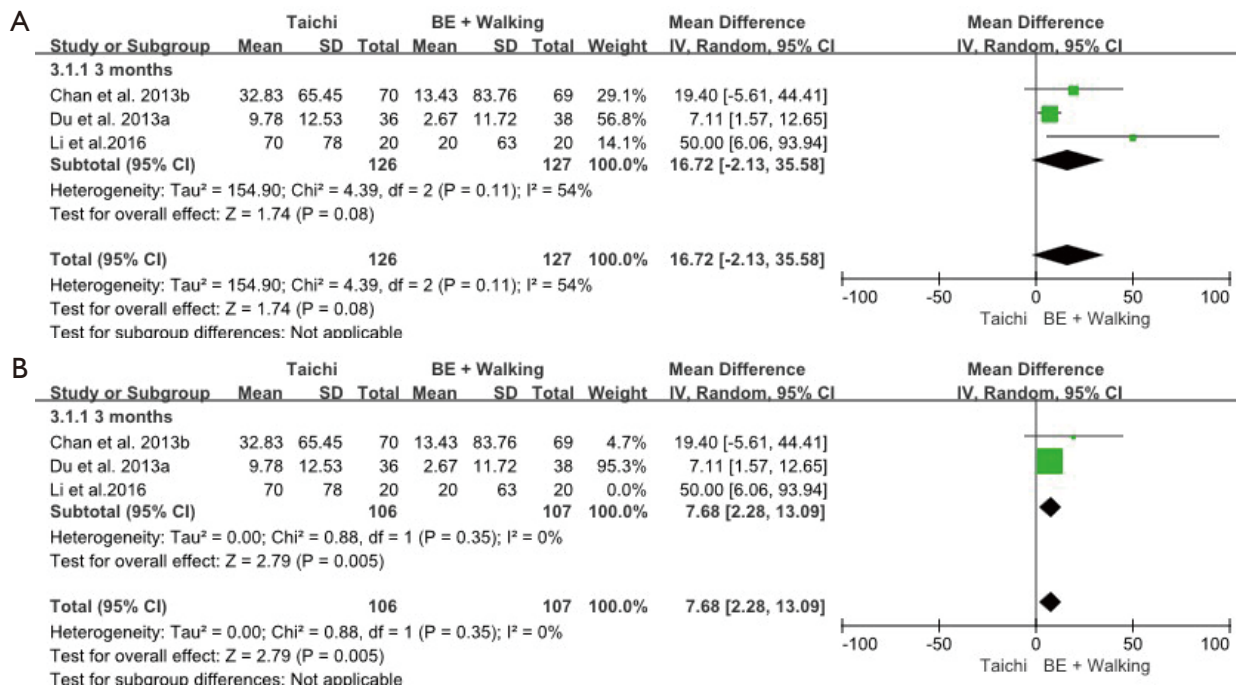 A
Taichi BE + Walking Mean Difference Mean Difference
Study or Subgroup Mean SD Total Mean SD Total Weight IV, Random, 95% CI IV, Random, 95% CI
3.1.1 3 months
Chan et al. 2013b 32.83 65.45 70 13.43 83.76 69 29.1% 19.40 [-5.61, 44.41]
Du et al. 2013a 9.78 12.53 36 2.67 11.72 38 56.8% 7.11 [1.57, 12.65]
Li et al.2016 70 78 20 20 63 20 14.1% 50.00 [6.06, 93.94]
Subtotal (95% CI) 126 127 100.0% 16.72 [-2.13, 35.58]
Heterogeneity: Tau² = 154.90; Chi² = 4.39, df = 2 (P = 0.11); I² = 54%
Test for overall effect: Z = 1.74 (P = 0.08)
Total (95% CI) 126 127 100.0% 16.72 [-2.13, 35.58]
Heterogeneity: Tau² = 154.90; Chi² = 4.39, df = 2 (P = 0.11); I² = 54%
Test for overall effect: Z = 1.74 (P = 0.08)
Test for subgroup differences: Not applicable
-100 -50 0 50 100
Taichi BE + Walking
B
Taichi BE + Walking Mean Difference Mean Difference
Study or Subgroup Mean SD Total Mean SD Total Weight IV, Random, 95% CI IV, Random, 95% CI
3.1.1 3 months
Chan et al. 2013b 32.83 65.45 70 13.43 83.76 69 4.7% 19.40 [-5.61, 44.41]
Du et al. 2013a 9.78 12.53 36 2.67 11.72 38 95.3% 7.11 [1.57, 12.65]
Li et al.2016 70 78 20 20 63 20 0.0% 50.00 [6.06, 93.94]
Subtotal (95% CI) 106 107 100.0% 7.68 [2.28, 13.09]
Heterogeneity: Tau² = 0.00; Chi² = 0.88, df = 1 (P = 0.35); I² = 0%
Test for overall effect: Z = 2.79 (P = 0.005)
Total (95% CI) 106 107 100.0% 7.68 [2.28, 13.09]
Heterogeneity: Tau² = 0.00; Chi² = 0.88, df = 1 (P = 0.35); I² = 0%
Test for overall effect: Z = 2.79 (P = 0.005)
Test for subgroup differences: Not applicable
-100 -50 0 50 100
Taichi BE + Walking